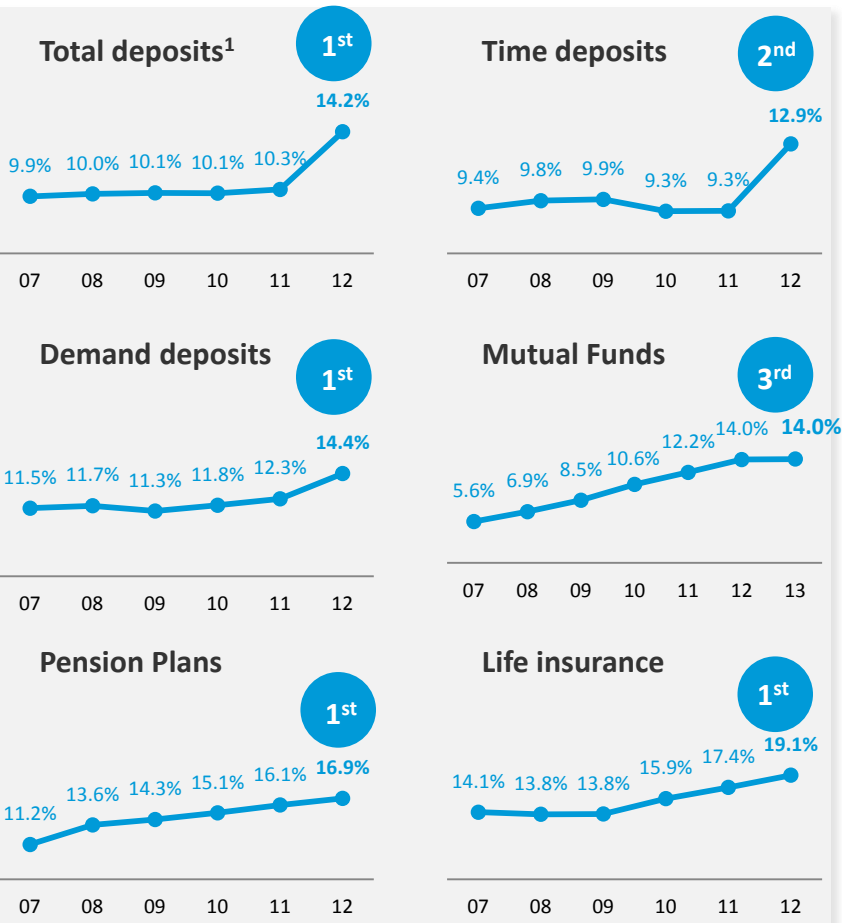 Total deposits¹ 1st
14.2%
9.9% 10.0% 10.1% 10.1% 10.3%
07 08 09 10 11 12
Time deposits 2nd
12.9%
9.4% 9.8% 9.9% 9.3% 9.3%
07 08 09 10 11 12
Demand deposits 1st
14.4%
11.5% 11.7% 11.3% 11.8% 12.3%
07 08 09 10 11 12
Mutual Funds 3rd
5.6% 6.9% 8.5% 10.6% 12.2% 14.0% 14.0%
07 08 09 10 11 12 13
Pension Plans 1st
11.2% 13.6% 14.3% 15.1% 16.1% 16.9%
07 08 09 10 11 12
Life insurance 1st
14.1% 13.8% 13.8% 15.9% 17.4% 19.1%
07 08 09 10 11 12